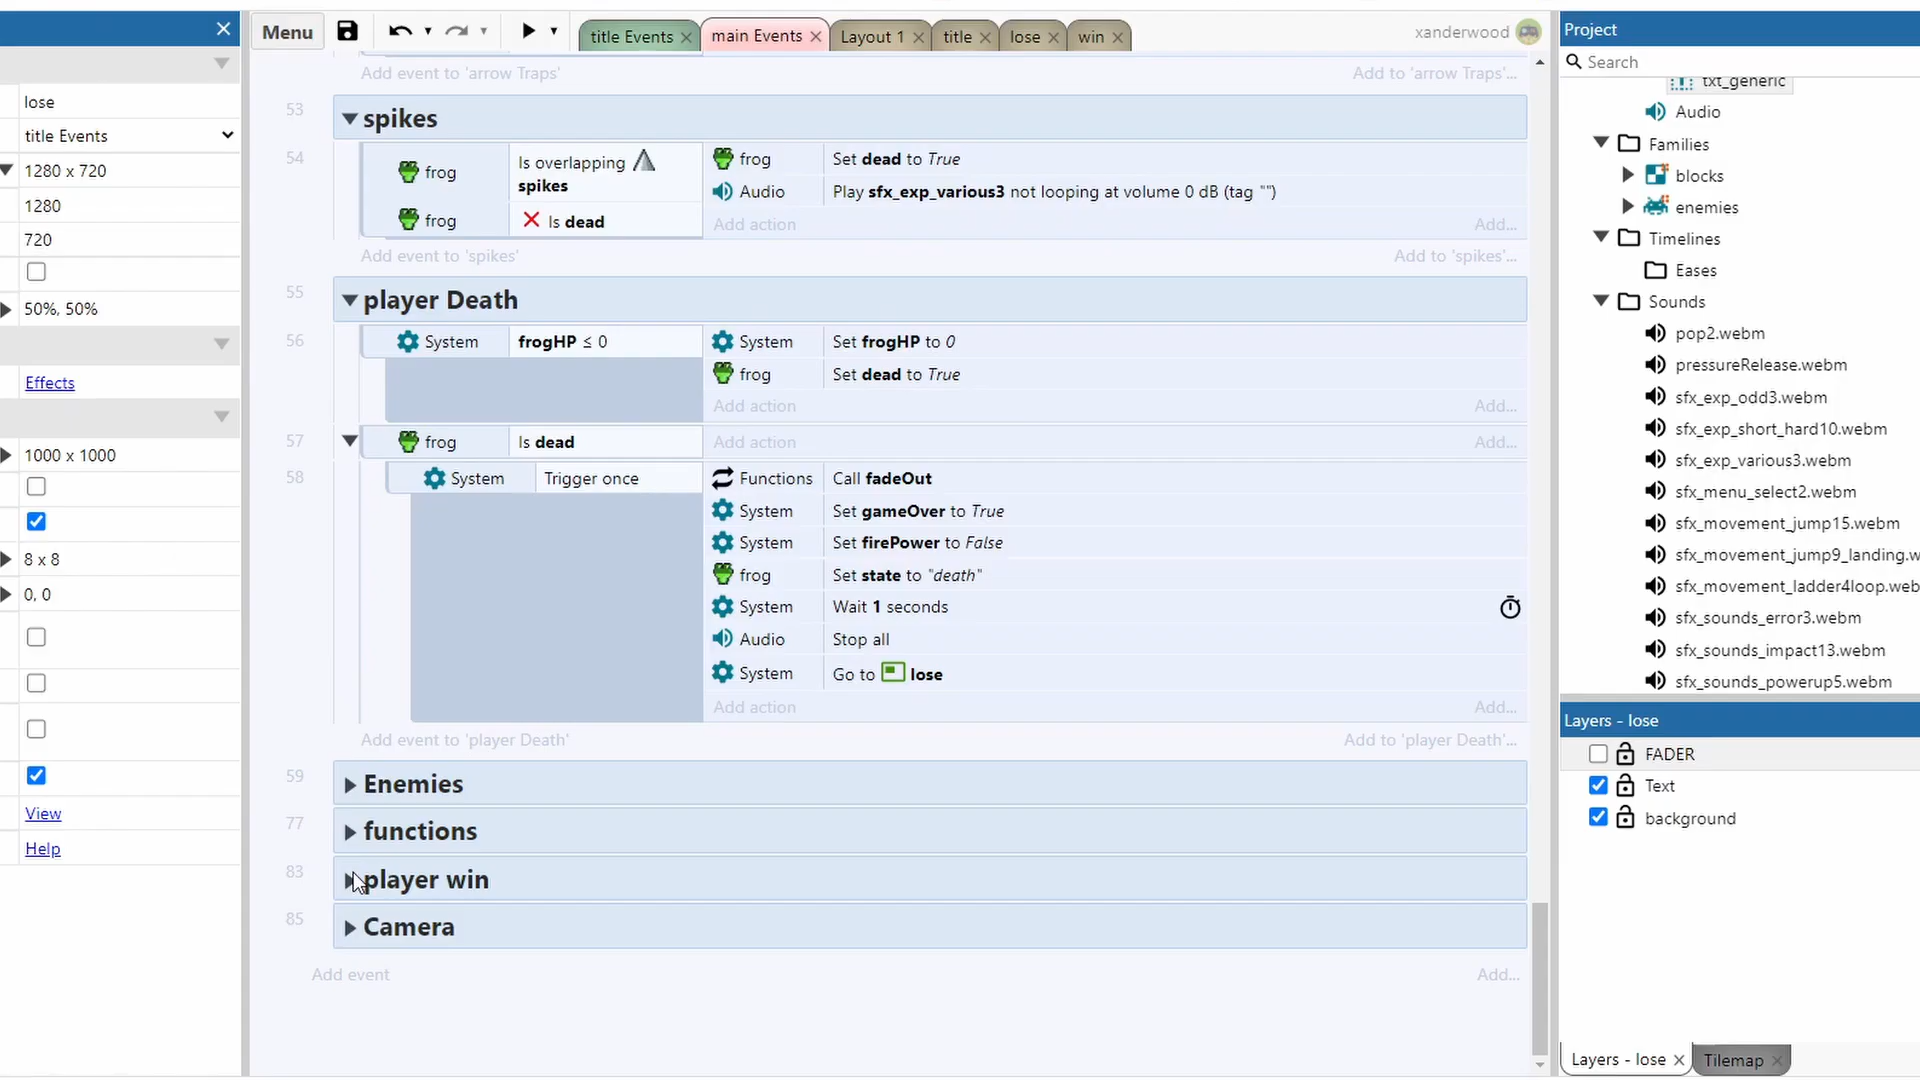 Menu
title Events
main Events
Layout 1
title
lose
win
xanderwood
lose
title Events
1280 x 720
1280
720
50%, 50%
Effects
1000 x 1000
8 x 8
0, 0
View
Help
Add event to 'arrow Traps' Add to 'arrow Traps'...
53 spikes
54 frog Is overlapping spikes
frog Is dead
frog Set dead to True
Audio Play sfx_exp_various3 not looping at volume 0 dB (tag "")
Add action Add...
Add event to 'spikes' Add to 'spikes'...
55 player Death
56 System frogHP ≤ 0
System Set frogHP to 0
frog Set dead to True
Add action Add...
57 frog Is dead Add action Add...
58 System Trigger once
Functions Call fadeOut
System Set gameOver to True
System Set firePower to False
frog Set state to "death"
System Wait 1 seconds
Audio Stop all
System Go to lose
Add action Add...
Add event to 'player Death' Add to 'player Death'...
59 Enemies
77 functions
83 player win
85 Camera
Add event Add...
Project
Search
txt_generic
Audio
Families
blocks
enemies
Timelines
Eases
Sounds
pop2.webm
pressureRelease.webm
sfx_exp_odd3.webm
sfx_exp_short_hard10.webm
sfx_exp_various3.webm
sfx_menu_select2.webm
sfx_movement_jump15.webm
sfx_movement_jump9_landing.w
sfx_movement_ladder4loop.web
sfx_sounds_error3.webm
sfx_sounds_impact13.webm
sfx_sounds_powerup5.webm
Layers - lose
FADER
Text
background
Layers - lose
Tilemap